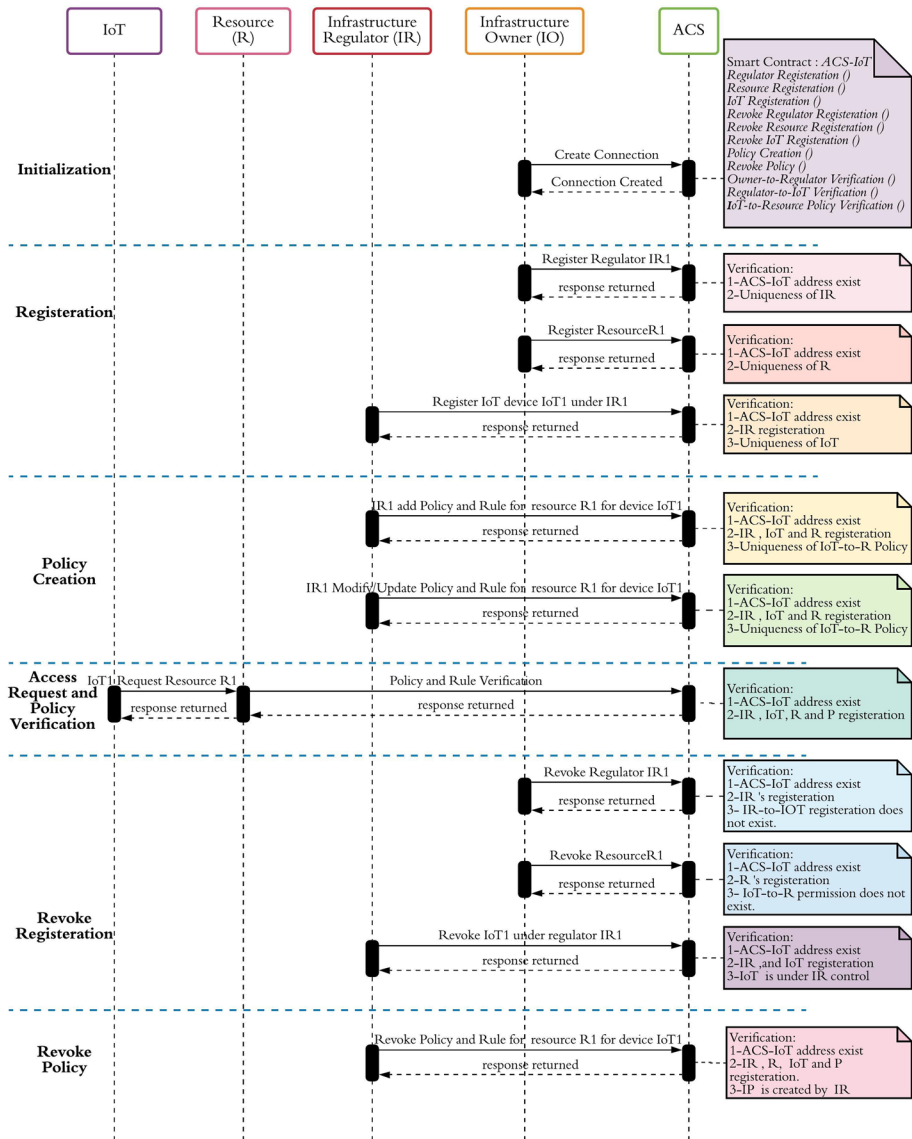 IoT
Resource
(R)
Infrastructure
Regulator (IR)
Infrastructure
Owner (IO)
ACS
Smart Contract : ACS-IoT
Regulator Registration ()
Resource Registration ()
IoT Registration ()
Revoke Regulator Registration ()
Revoke Resource Registration ()
Revoke IoT Registration ()
Policy Creation ()
Revoke Policy ()
Owner-to-Regulator Verification ()
Regulator-to-IoT Verification ()
IoT-to-Resource Policy Verification ()
Initialization
Create Connection
Connection Created
Registeration
Register Regulator IR1
response returned
Verification:
1-ACS-IoT address exist
2-Uniqueness of IR
Register ResourceR1
response returned
Verification:
1-ACS-IoT address exist
2-Uniqueness of R
Register IoT device IoT1 under IR1
response returned
Verification:
1-ACS-IoT address exist
2-IR registeration
3-Uniqueness of IoT
Policy
Creation
IR1 add Policy and Rule for resource R1 for device IoT1
response returned
Verification:
1-ACS-IoT address exist
2-IR , IoT and R registeration
3-Uniqueness of IoT-to-R Policy
IR1 Modify/Update Policy and Rule for resource R1 for device IoT1
response returned
Verification:
1-ACS-IoT address exist
2-IR , IoT and R registeration
3-Uniqueness of IoT-to-R Policy
Access
Request and
Policy
Verification
IoT1 Request Resource R1
response returned
Policy and Rule Verification
response returned
Verification:
1-ACS-IoT address exist
2-IR , IoT, R and P registeration
Revoke
Registeration
Revoke Regulator IR1
response returned
Verification:
1-ACS-IoT address exist
2-IR 's registeration
3- IR-to-IOT registeration does
not exist.
Revoke ResourceR1
response returned
Verification:
1-ACS-IoT address exist
2-R 's registeration
3- IoT-to-R permission does not
exist.
Revoke IoT1 under regulator IR1
response returned
Verification:
1-ACS-IoT address exist
2-IR ,and IoT registeration
3-IoT is under IR control
Revoke
Policy
Revoke Policy and Rule for resource R1 for device IoT1
response returned
Verification:
1-ACS-IoT address exist
2-IR , R, IoT and P
registeration.
3-IP is created by IR